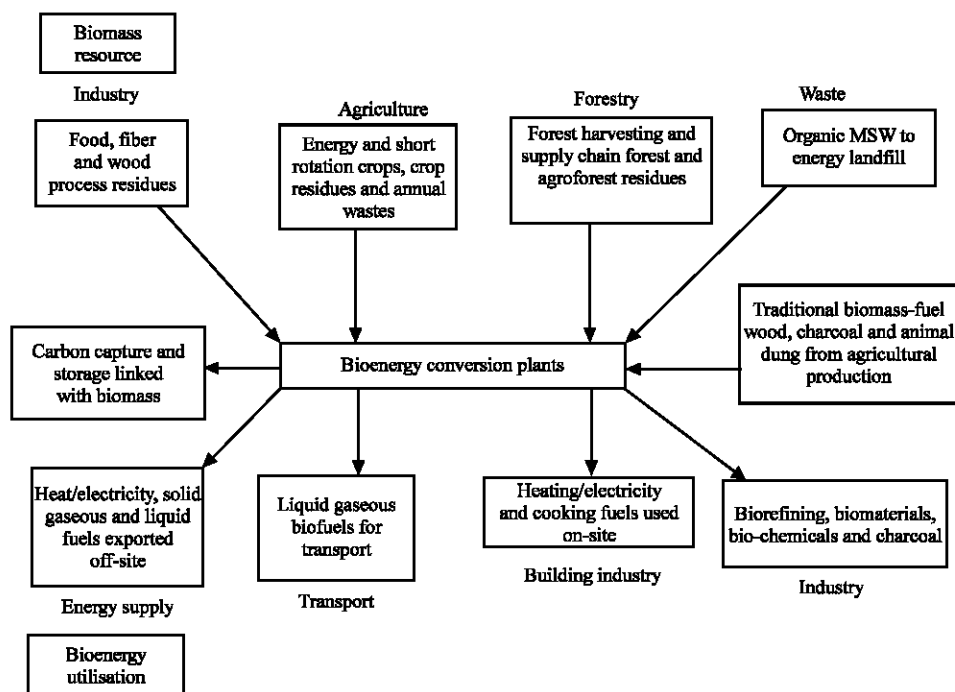 Biomass
resource
Industry
Food, fiber
and wood
process residues
Agriculture
Energy and short
rotation crops, crop
residues and annual
wastes
Forestry
Forest harvesting and
supply chain forest and
agroforest residues
Waste
Organic MSW to
energy landfill
Carbon capture and
storage linked
with biomass
Bioenergy conversion plants
Traditional biomass-fuel
wood, charcoal and animal
dung from agricultural
production
Heat/electricity, solid
gaseous and liquid
fuels exported
off-site
Energy supply
Liquid gaseous
biofuels for
transport
Transport
Heating/electricity
and cooking fuels used
on-site
Building industry
Biorefining, biomaterials,
bio-chemicals and charcoal
Industry
Bioenergy
utilisation